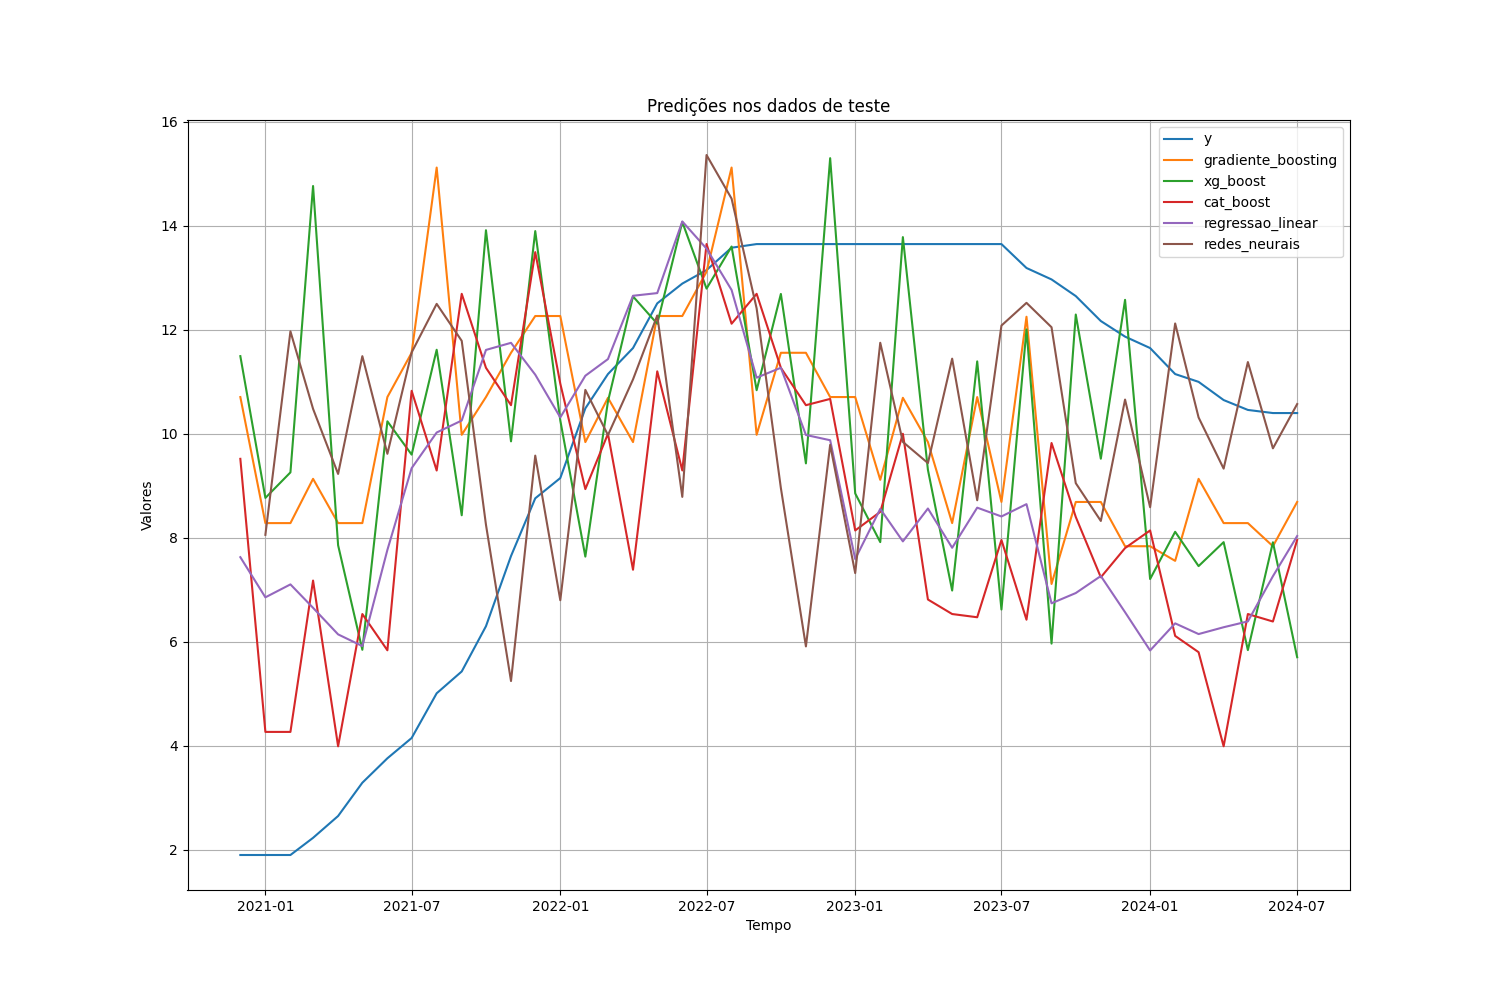 Predições nos dados de teste
Valores
16
14
12
10
8
6
4
2
y
gradiente_boosting
xg_boost
cat_boost
regressao_linear
redes_neurais
2021-01 2021-07 2022-01 2022-07 2023-01 2023-07 2024-01 2024-07
Tempo